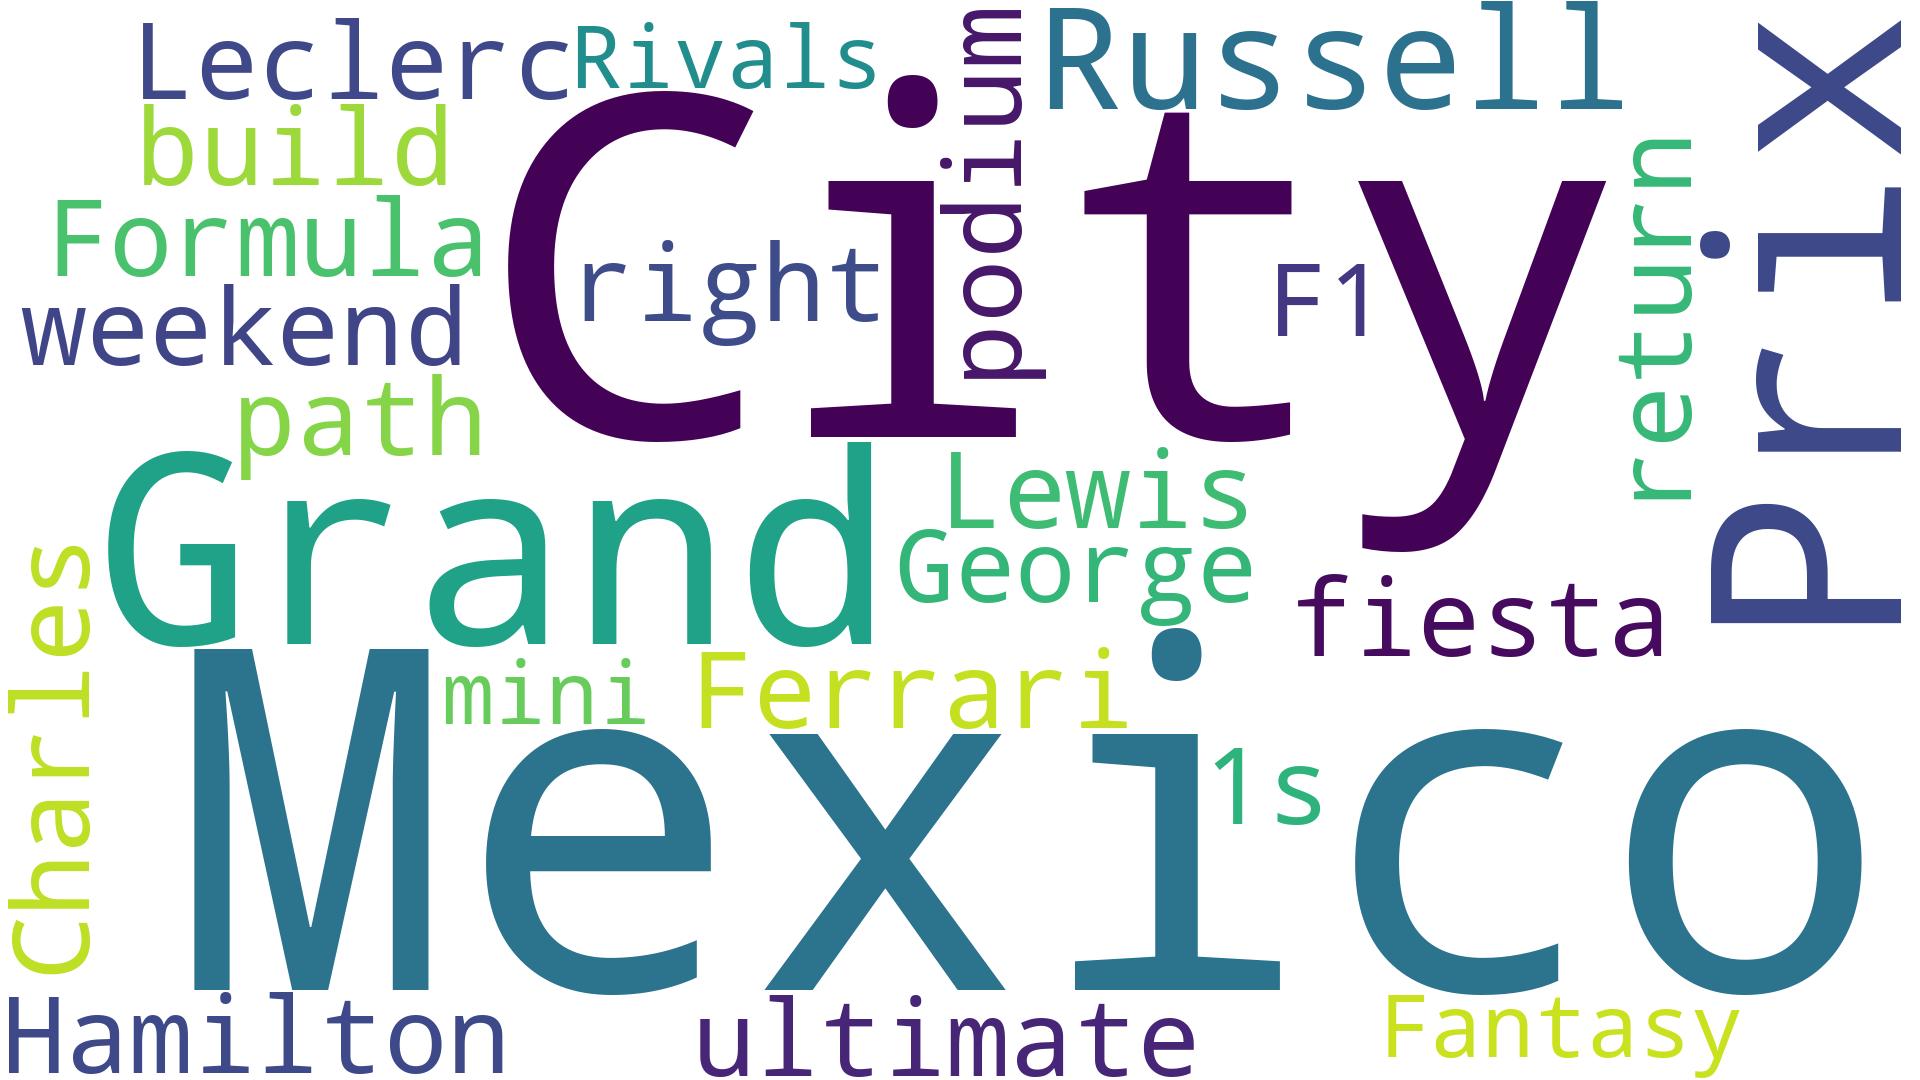 Leclerc
Rivals
podium
Russell
Prix
build
City
return
Formula
right
F1
weekend
path
Grand
Lewis
George
Charles
fiesta
mini
Ferrari
Mexico
1s
Hamilton
ultimate
Fantasy